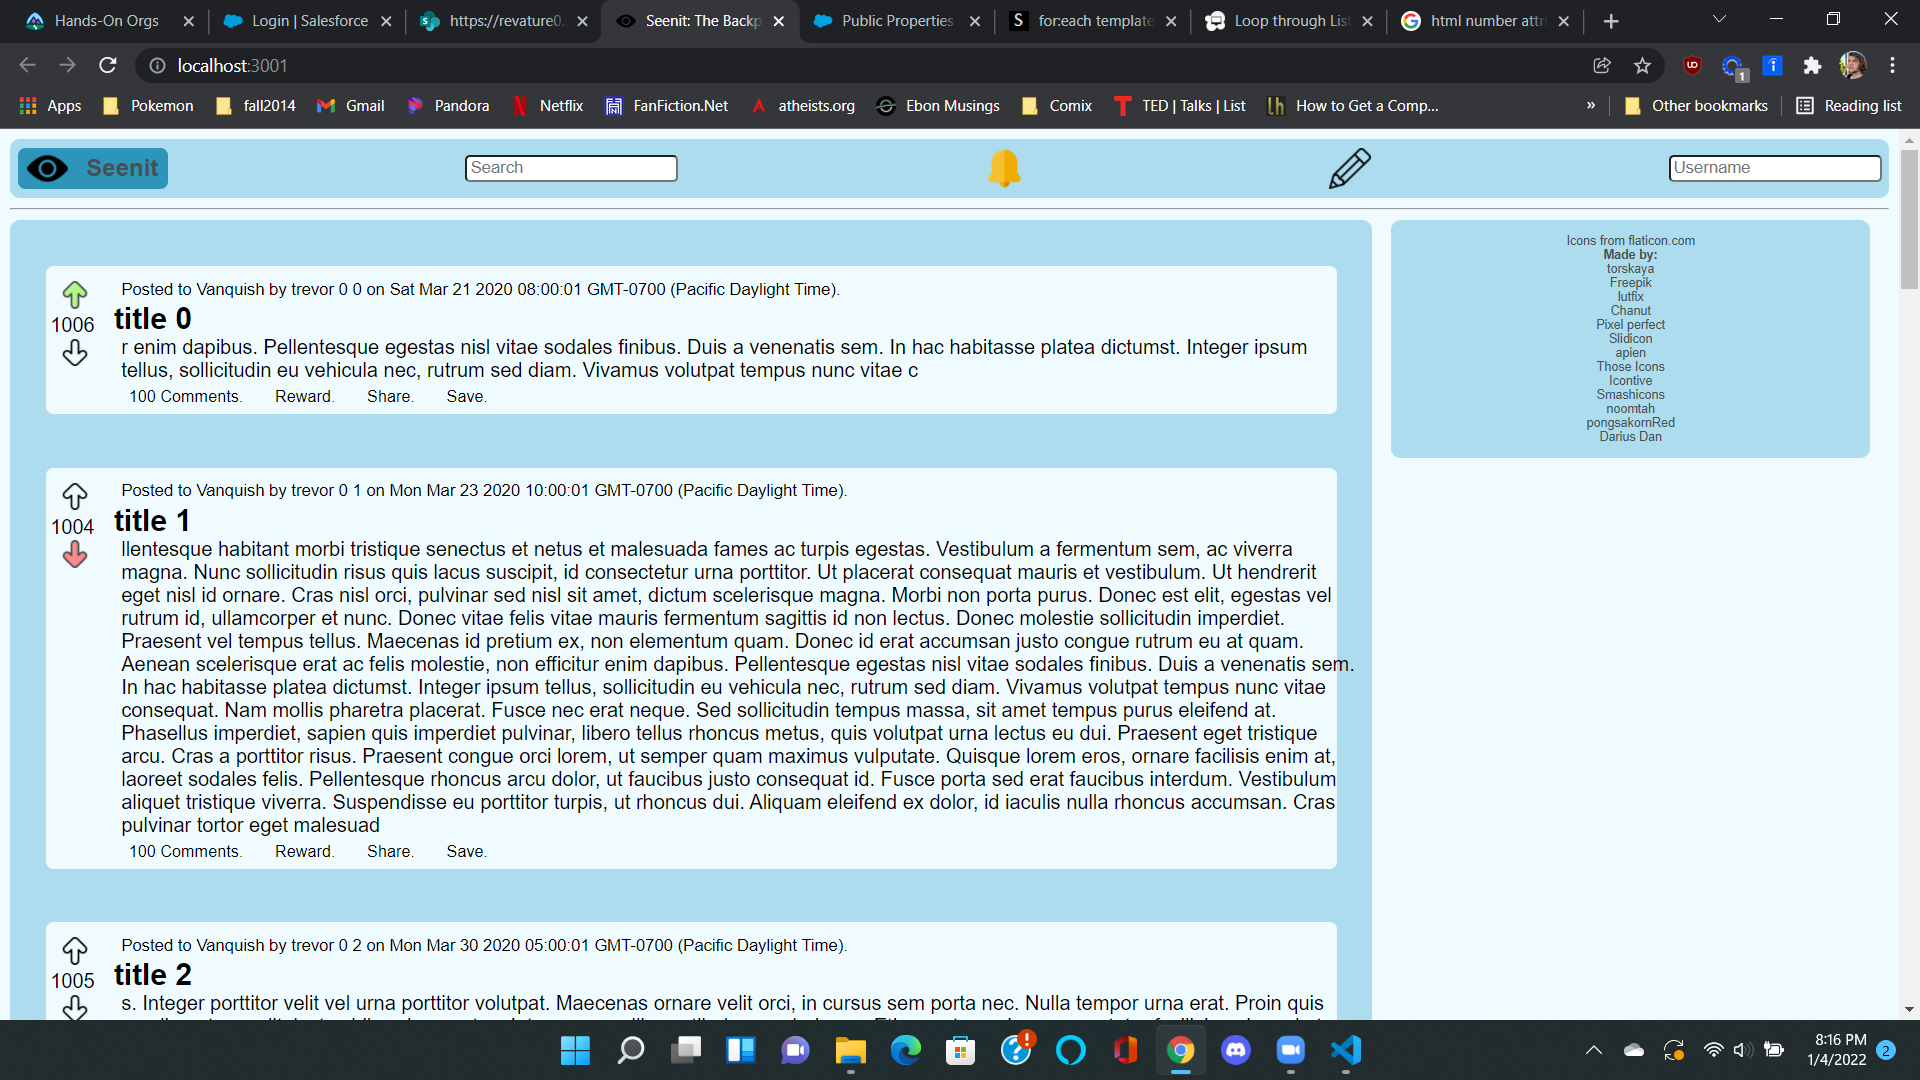 Hands-On Orgs
Login | Salesforce
https://revature0.
Seenit: The Backp
Public Properties
for:each template
Loop through List
html number attri
localhost:3001
1
Apps
Pokemon
fall2014
Gmail
Pandora
Netflix
FanFiction.Net
atheists.org
Ebon Musings
Comix
TED | Talks | List
How to Get a Comp...
»
Other bookmarks
Reading list
Seenit
Search
Username
Posted to Vanquish by trevor 0 0 on Sat Mar 21 2020 08:00:01 GMT-0700 (Pacific Daylight Time).
1006
title 0
r enim dapibus. Pellentesque egestas nisl vitae sodales finibus. Duis a venenatis sem. In hac habitasse platea dictumst. Integer ipsum
tellus, sollicitudin eu vehicula nec, rutrum sed diam. Vivamus volutpat tempus nunc vitae c
100 Comments. Reward. Share. Save.
Posted to Vanquish by trevor 0 1 on Mon Mar 23 2020 10:00:01 GMT-0700 (Pacific Daylight Time).
1004
title 1
llentesque habitant morbi tristique senectus et netus et malesuada fames ac turpis egestas. Vestibulum a fermentum sem, ac viverra
magna. Nunc sollicitudin risus quis lacus suscipit, id consectetur urna porttitor. Ut placerat consequat mauris et vestibulum. Ut hendrerit
eget nisl id ornare. Cras nisl orci, pulvinar sed nisl sit amet, dictum scelerisque magna. Morbi non porta purus. Donec est elit, egestas vel
rutrum id, ullamcorper et nunc. Donec vitae felis vitae mauris fermentum sagittis id non lectus. Donec molestie sollicitudin imperdiet.
Praesent vel tempus tellus. Maecenas id pretium ex, non elementum quam. Donec id erat accumsan justo congue rutrum eu at quam.
Aenean scelerisque erat ac felis molestie, non efficitur enim dapibus. Pellentesque egestas nisl vitae sodales finibus. Duis a venenatis sem.
In hac habitasse platea dictumst. Integer ipsum tellus, sollicitudin eu vehicula nec, rutrum sed diam. Vivamus volutpat tempus nunc vitae
consequat. Nam mollis pharetra placerat. Fusce nec erat neque. Sed sollicitudin tempus massa, sit amet tempus purus eleifend at.
Phasellus imperdiet, sapien quis imperdiet pulvinar, libero tellus rhoncus metus, quis volutpat urna lectus eu dui. Praesent eget tristique
arcu. Cras a porttitor risus. Praesent congue orci lorem, ut semper quam maximus vulputate. Quisque lorem eros, ornare facilisis enim at,
laoreet sodales felis. Pellentesque rhoncus arcu dolor, ut faucibus justo consequat id. Fusce porta sed erat faucibus interdum. Vestibulum
aliquet tristique viverra. Suspendisse eu porttitor turpis, ut rhoncus dui. Aliquam eleifend ex dolor, id iaculis nulla rhoncus accumsan. Cras
pulvinar tortor eget malesuad
100 Comments. Reward. Share. Save.
Posted to Vanquish by trevor 0 2 on Mon Mar 30 2020 05:00:01 GMT-0700 (Pacific Daylight Time).
1005
title 2
s. Integer porttitor velit vel urna porttitor volutpat. Maecenas ornare velit orci, in cursus sem porta nec. Nulla tempor urna erat. Proin quis
Icons from flaticon.com
Made by:
torskaya
Freepik
lutfix
Chanut
Pixel perfect
Slidicon
apien
Those Icons
Icontive
Smashicons
noomtah
pongsakornRed
Darius Dan
8:16 PM
1/4/2022
2